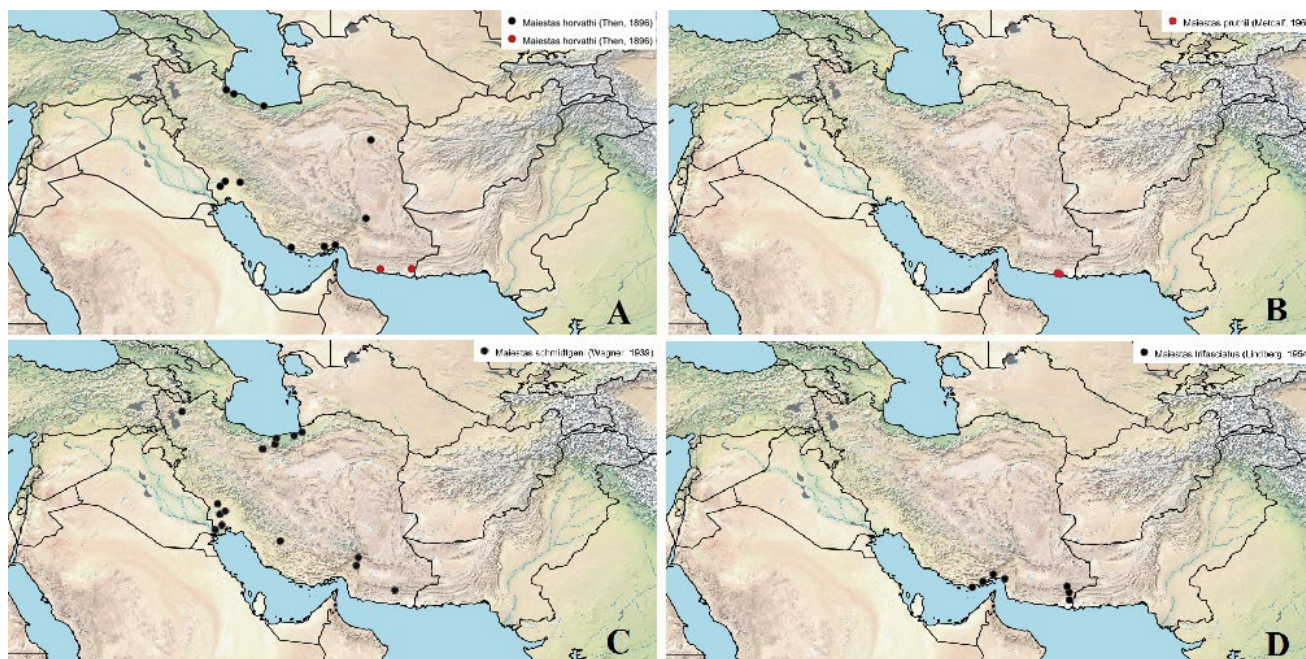 Maiestas horvathi (Then, 1896)
Maiestas horvathi (Then, 1896)
A
Maiestas pruthii (Metcalf, 196
B
Maiestas schmidtgeni (Wagner, 1939)
C
Maiestas trifasciatus (Lindberg, 1954
D